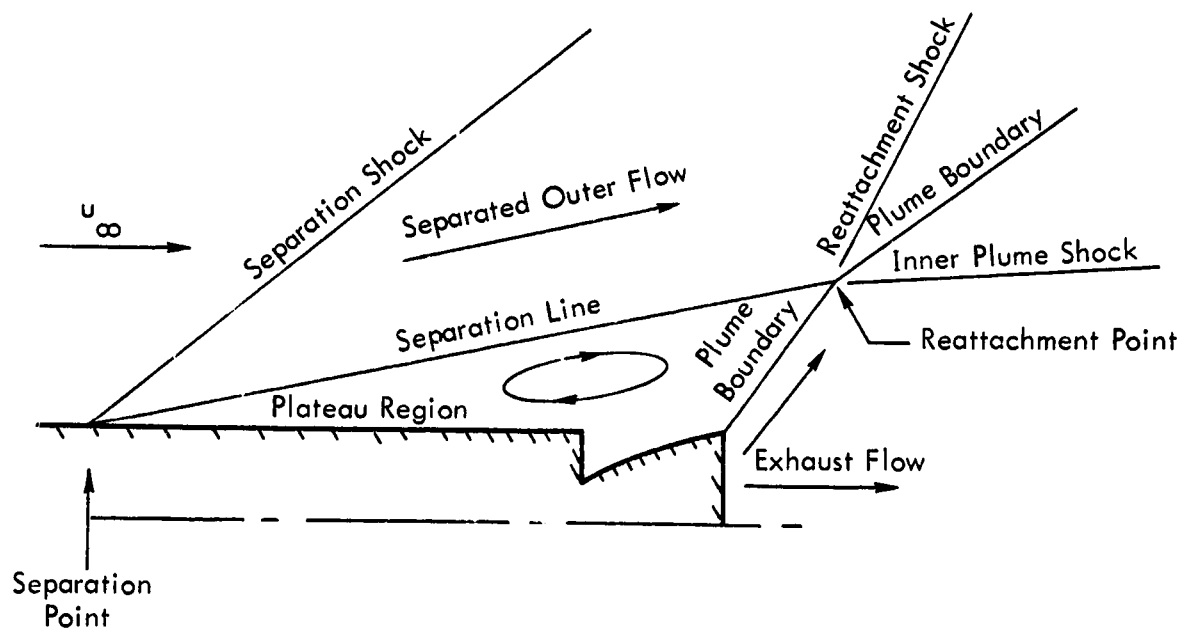 Separation Shock
Reattachment Shock
Plume Boundary
u∞
Separated Outer Flow
Inner Plume Shock
Separation Line
Plume
Boundary
Reattachment Point
Plateau Region
Exhaust Flow
Separation
Point